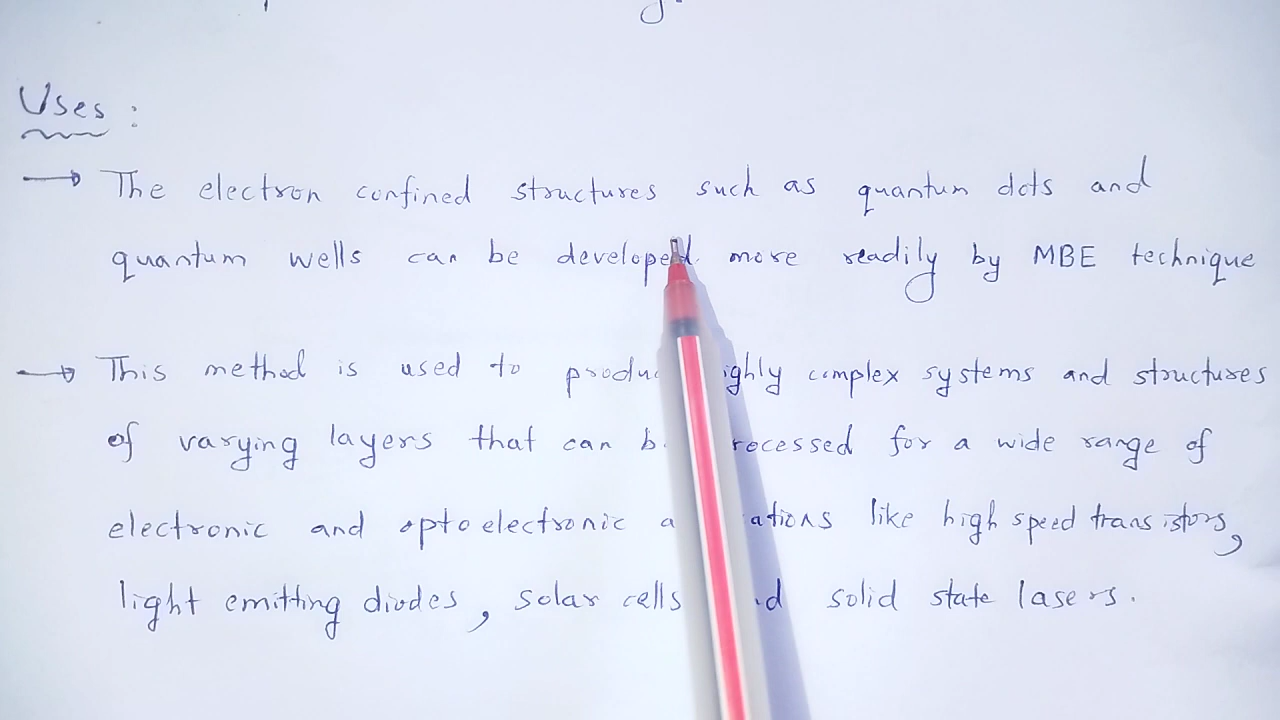 Uses :
→ The electron confined structures such as quantum dots and
quantum wells can be developed more readily by MBE technique
→ This method is used to complex systems and structures
of varying layers that can for a wide range of
electronic and optoelectronic like high speed transistors,
light emitting diodes, solar cells solid state lasers.